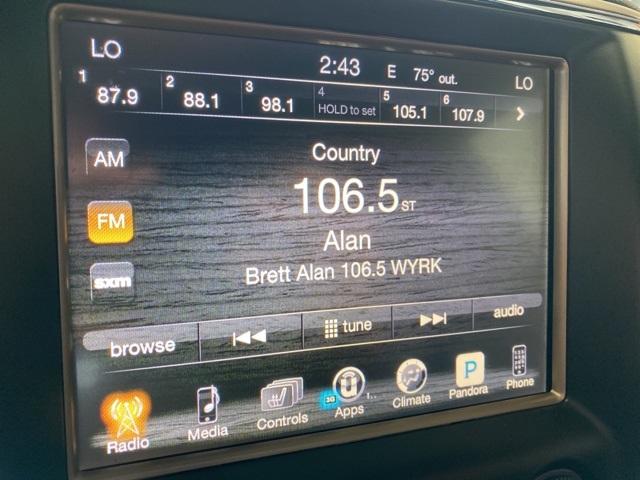 LO 2:43 E 75° out. LO
1 87.9 2 88.1 3 98.1 4 HOLD to set 5 105.1 6 107.9
AM
Country
106.5 ST
FM
Alan
Brett Alan 106.5 WYRK
sxm
browse tune audio
Radio Media Controls 3G Apps Climate P Pandora Phone